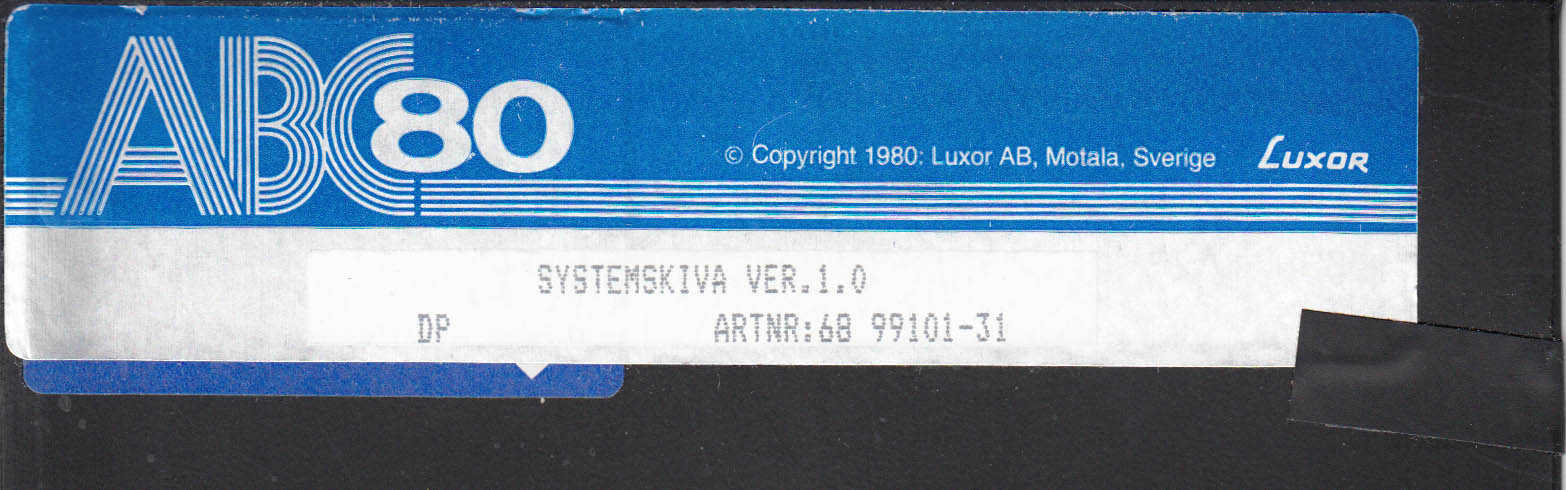 ABC80
© Copyright 1980: Luxor AB, Motala, Sverige LUXOR
SYSTEMSKIVA VER.1.0
DP ARTNR:68 99101-31